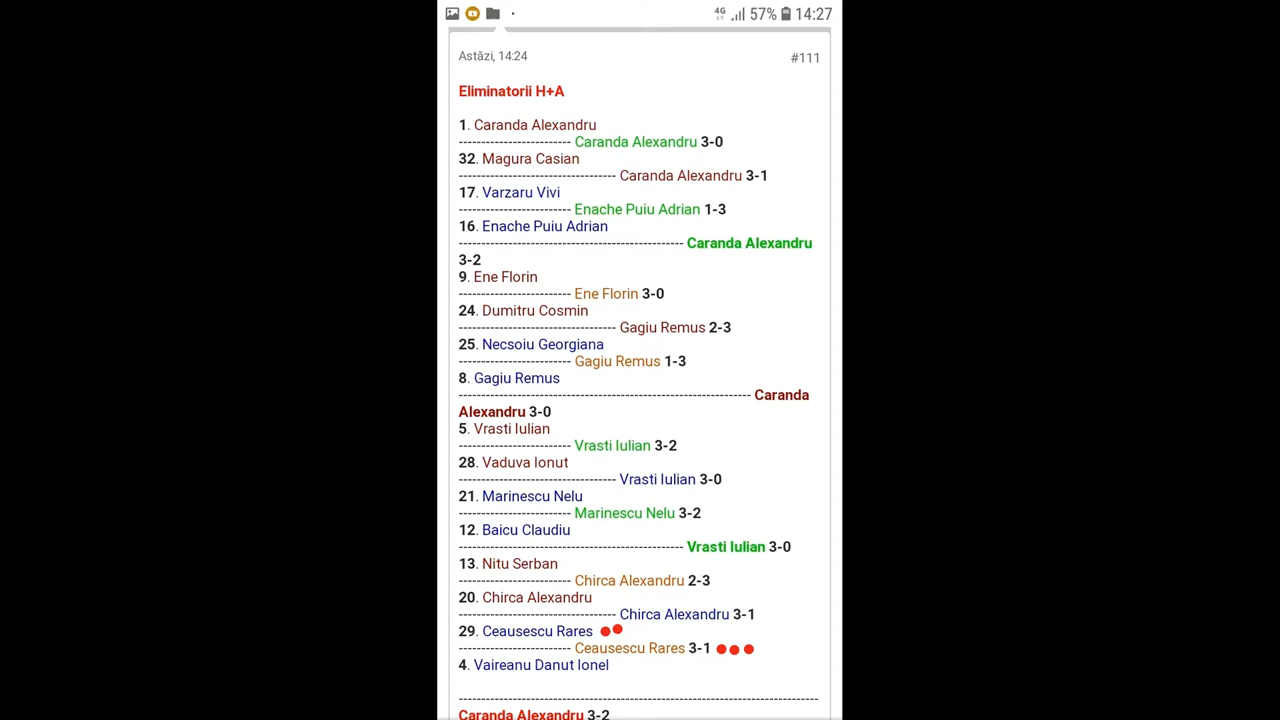 4G 57% 14:27
Astăzi, 14:24 #111
Eliminatorii H+A
1. Caranda Alexandru
------------------------- Caranda Alexandru 3-0
32. Magura Casian
----------------------------------- Caranda Alexandru 3-1
17. Varzaru Vivi
------------------------- Enache Puiu Adrian 1-3
16. Enache Puiu Adrian
-------------------------------------------------- Caranda Alexandru
3-2
9. Ene Florin
------------------------- Ene Florin 3-0
24. Dumitru Cosmin
----------------------------------- Gagiu Remus 2-3
25. Necsoiu Georgiana
------------------------- Gagiu Remus 1-3
8. Gagiu Remus
----------------------------------------------------------------- Caranda
Alexandru 3-0
5. Vrasti Iulian
------------------------- Vrasti Iulian 3-2
28. Vaduva Ionut
----------------------------------- Vrasti Iulian 3-0
21. Marinescu Nelu
------------------------- Marinescu Nelu 3-2
12. Baicu Claudiu
-------------------------------------------------- Vrasti Iulian 3-0
13. Nitu Serban
------------------------- Chirca Alexandru 2-3
20. Chirca Alexandru
----------------------------------- Chirca Alexandru 3-1
29. Ceausescu Rares
------------------------- Ceausescu Rares 3-1
4. Vaireanu Danut Ionel
--------------------------------------------------------------------------------
Caranda Alexandru 3-2